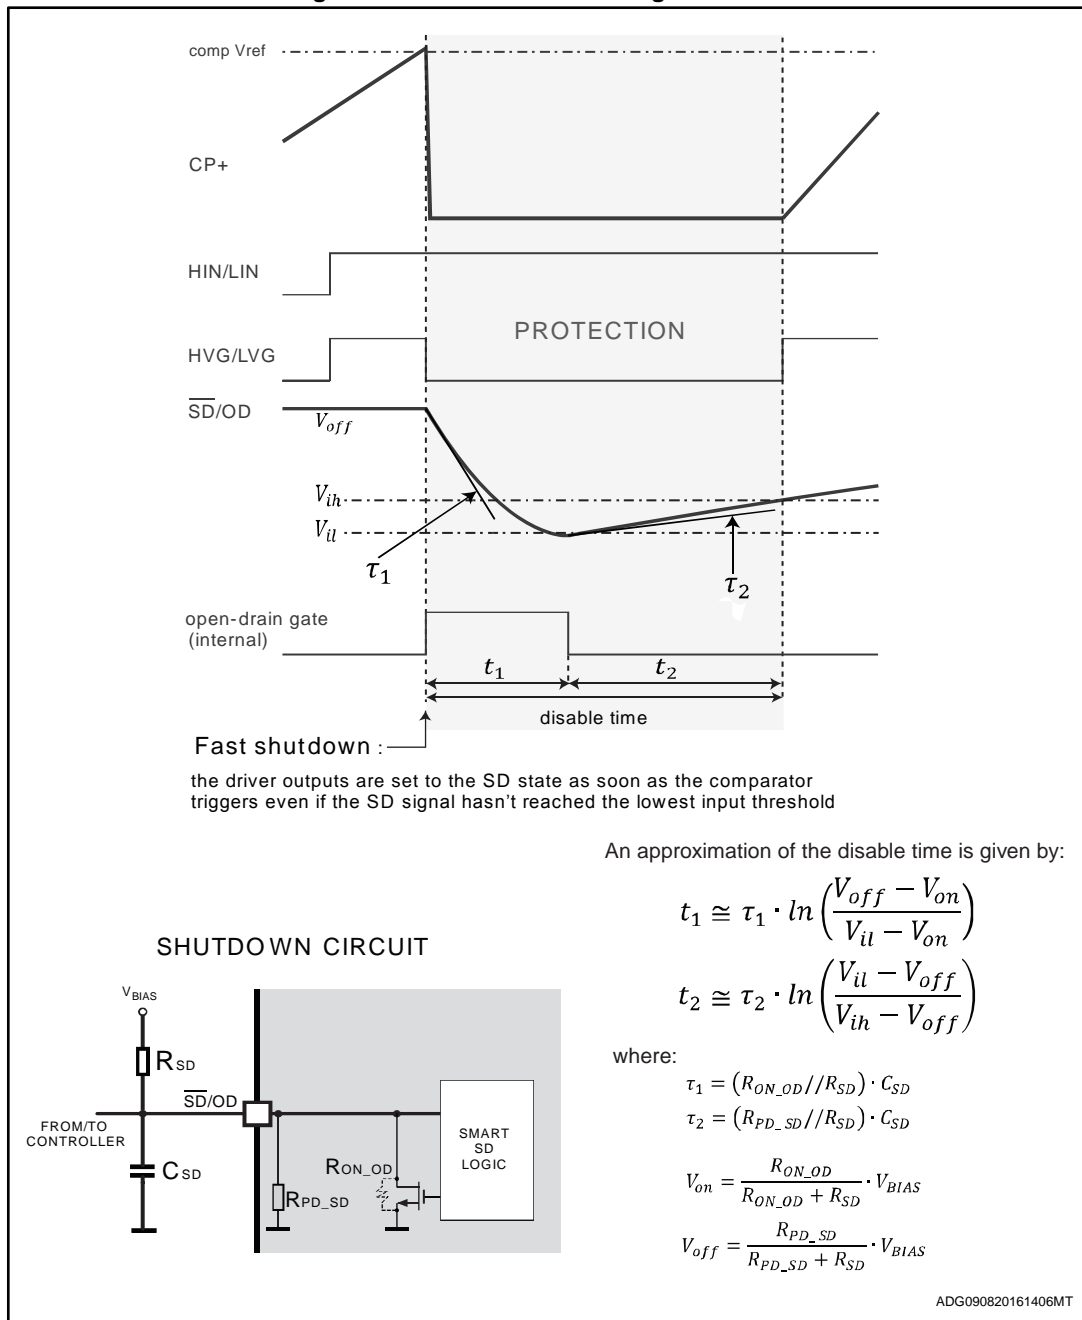 comp Vref
CP+
HIN/LIN
PROTECTION
HVG/LVG
S̅D̅/OD
V_off
V_ih
V_il
τ_1
τ_2
open-drain gate
(internal)
t_1
t_2
disable time
Fast shutdown :
the driver outputs are set to the SD state as soon as the comparator
triggers even if the SD signal hasn't reached the lowest input threshold
An approximation of the disable time is given by:
t_1 ≅ τ_1 · ln((V_off − V_on)/(V_il − V_on))
t_2 ≅ τ_2 · ln((V_il − V_off)/(V_ih − V_off))
where:
τ_1 = (R_ON_OD//R_SD) · C_SD
τ_2 = (R_PD_SD//R_SD) · C_SD
V_on = R_ON_OD/(R_ON_OD + R_SD) · V_BIAS
V_off = R_PD_SD/(R_PD_SD + R_SD) · V_BIAS
SHUTDOWN CIRCUIT
V_BIAS
R_SD
S̅D̅/OD
FROM/TO
CONTROLLER
C_SD
R_PD_SD
R_ON_OD
SMART
SD
LOGIC
ADG090820161406MT